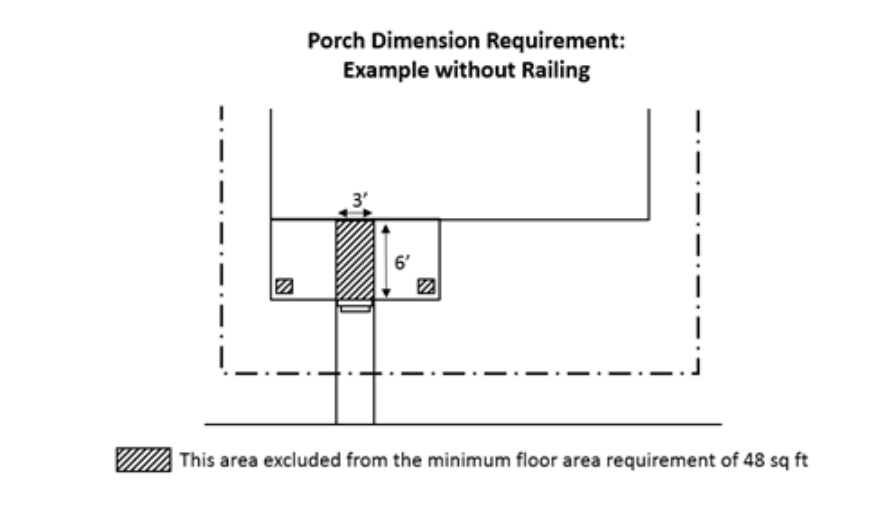 Porch Dimension Requirement:
Example without Railing
3′
6′
This area excluded from the minimum floor area requirement of 48 sq ft